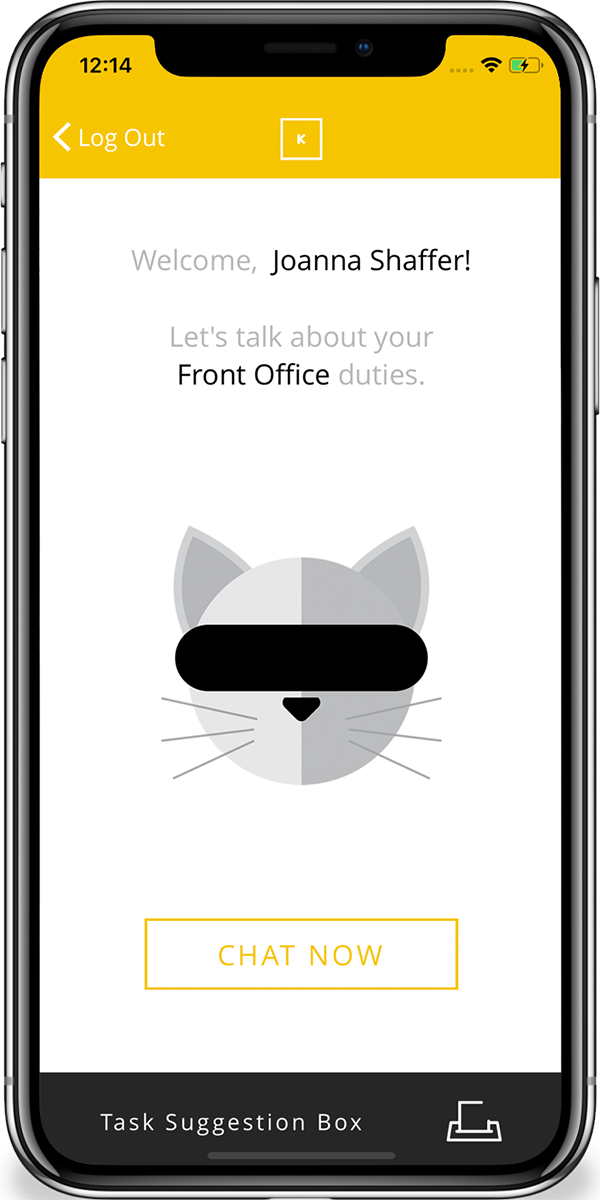 12:14
Log Out
K
Welcome, Joanna Shaffer!
Let's talk about your
Front Office duties.
CHAT NOW
Task Suggestion Box